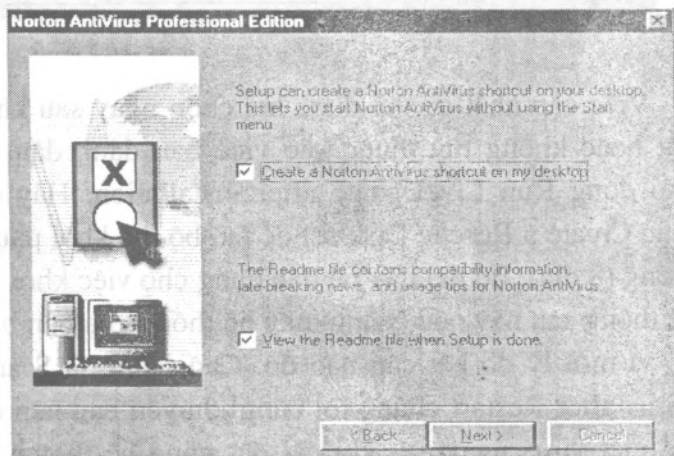 Norton AntiVirus Professional Edition
Setup can create a Norton AntiVirus shortcut on your desktop.
This lets you start Norton AntiVirus without using the Start
menu.
Create a Norton Antivirus shortcut on my desktop
The Readme file contains compatibility information,
late-breaking news, and usage tips for Norton AntiVirus.
View the Readme file when Setup is done.
< Back
Next >
Cancel